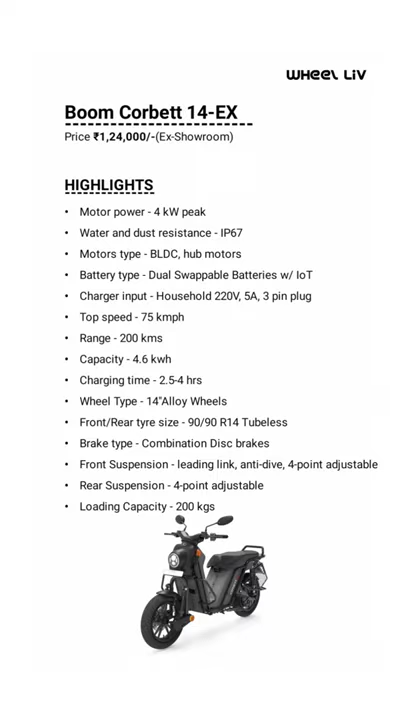 WHEEL LiV
Boom Corbett 14-EX
Price ₹1,24,000/-(Ex-Showroom)
HIGHLIGHTS
• Motor power - 4 kW peak
• Water and dust resistance - IP67
• Motors type - BLDC, hub motors
• Battery type - Dual Swappable Batteries w/ IoT
• Charger input - Household 220V, 5A, 3 pin plug
• Top speed - 75 kmph
• Range - 200 kms
• Capacity - 4.6 kwh
• Charging time - 2.5-4 hrs
• Wheel Type - 14"Alloy Wheels
• Front/Rear tyre size - 90/90 R14 Tubeless
• Brake type - Combination Disc brakes
• Front Suspension - leading link, anti-dive, 4-point adjustable
• Rear Suspension - 4-point adjustable
• Loading Capacity - 200 kgs